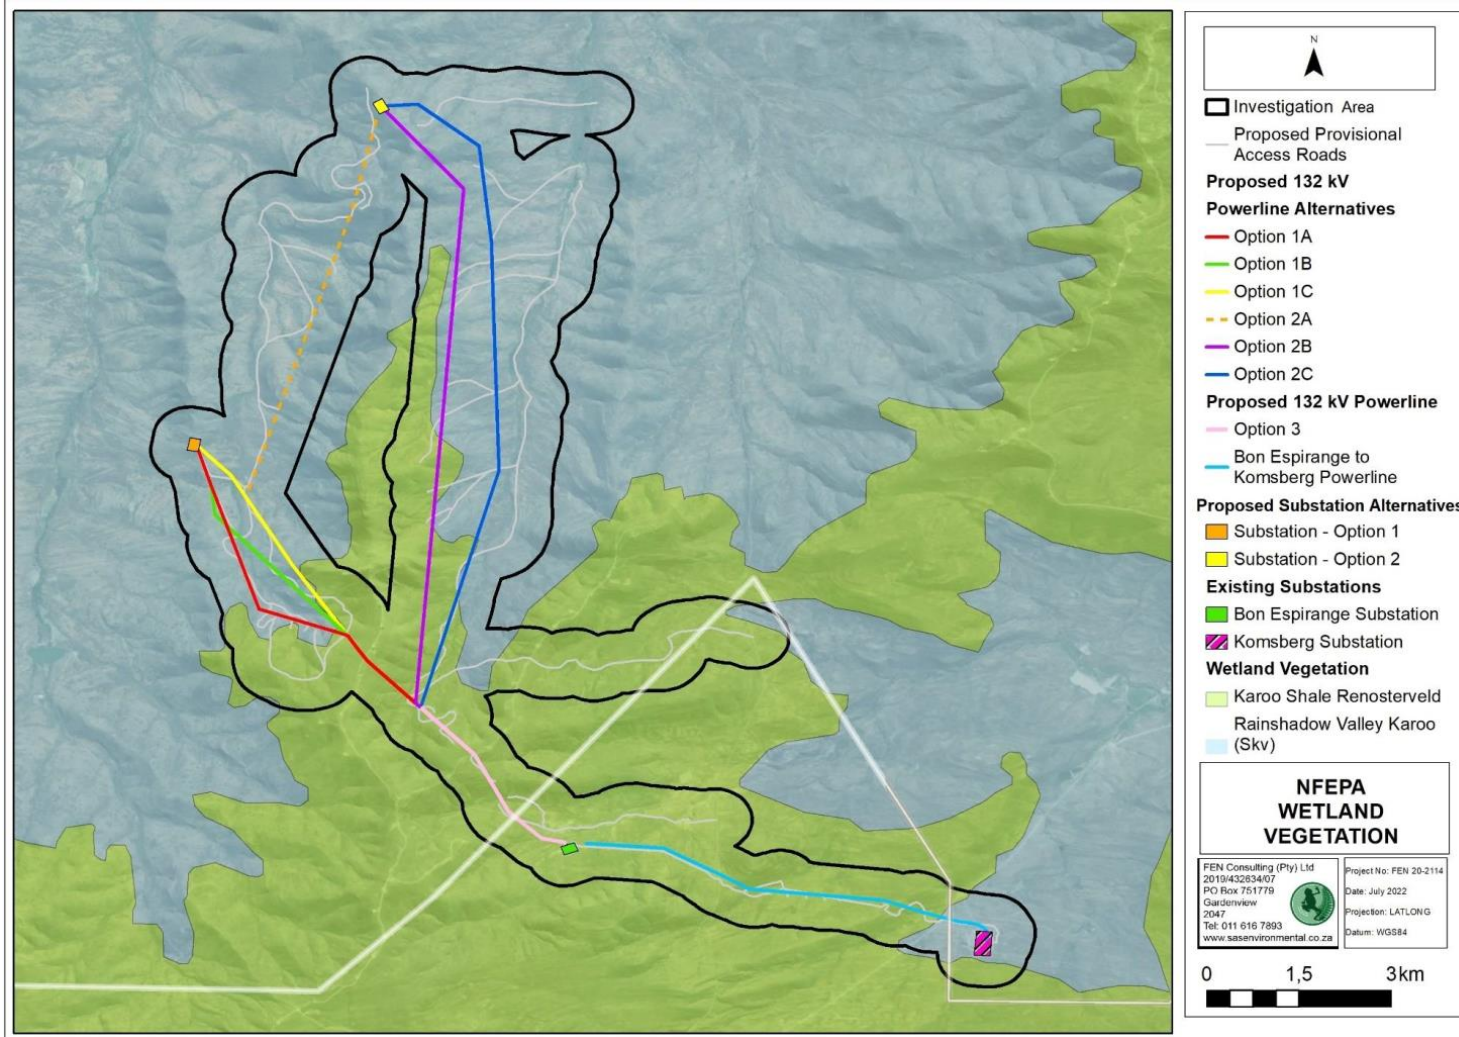 N
Investigation Area
Proposed Provisional
Access Roads
Proposed 132 kV
Powerline Alternatives
Option 1A
Option 1B
Option 1C
Option 2A
Option 2B
Option 2C
Proposed 132 kV Powerline
Option 3
Bon Espirange to
Komsberg Powerline
Proposed Substation Alternatives
Substation - Option 1
Substation - Option 2
Existing Substations
Bon Espirange Substation
Komsberg Substation
Wetland Vegetation
Karoo Shale Renosterveld
Rainshadow Valley Karoo
(Skv)
NFEPA
WETLAND
VEGETATION
FEN Consulting (Pty) Ltd
2019/432634/07
PO Box 751779
Gardenview
2047
Tel: 011 616 7893
www.sasenvironmental.co.za
Project No: FEN 20-2114
Date: July 2022
Projection: LATLONG
Datum: WGS84
0 1,5 3km